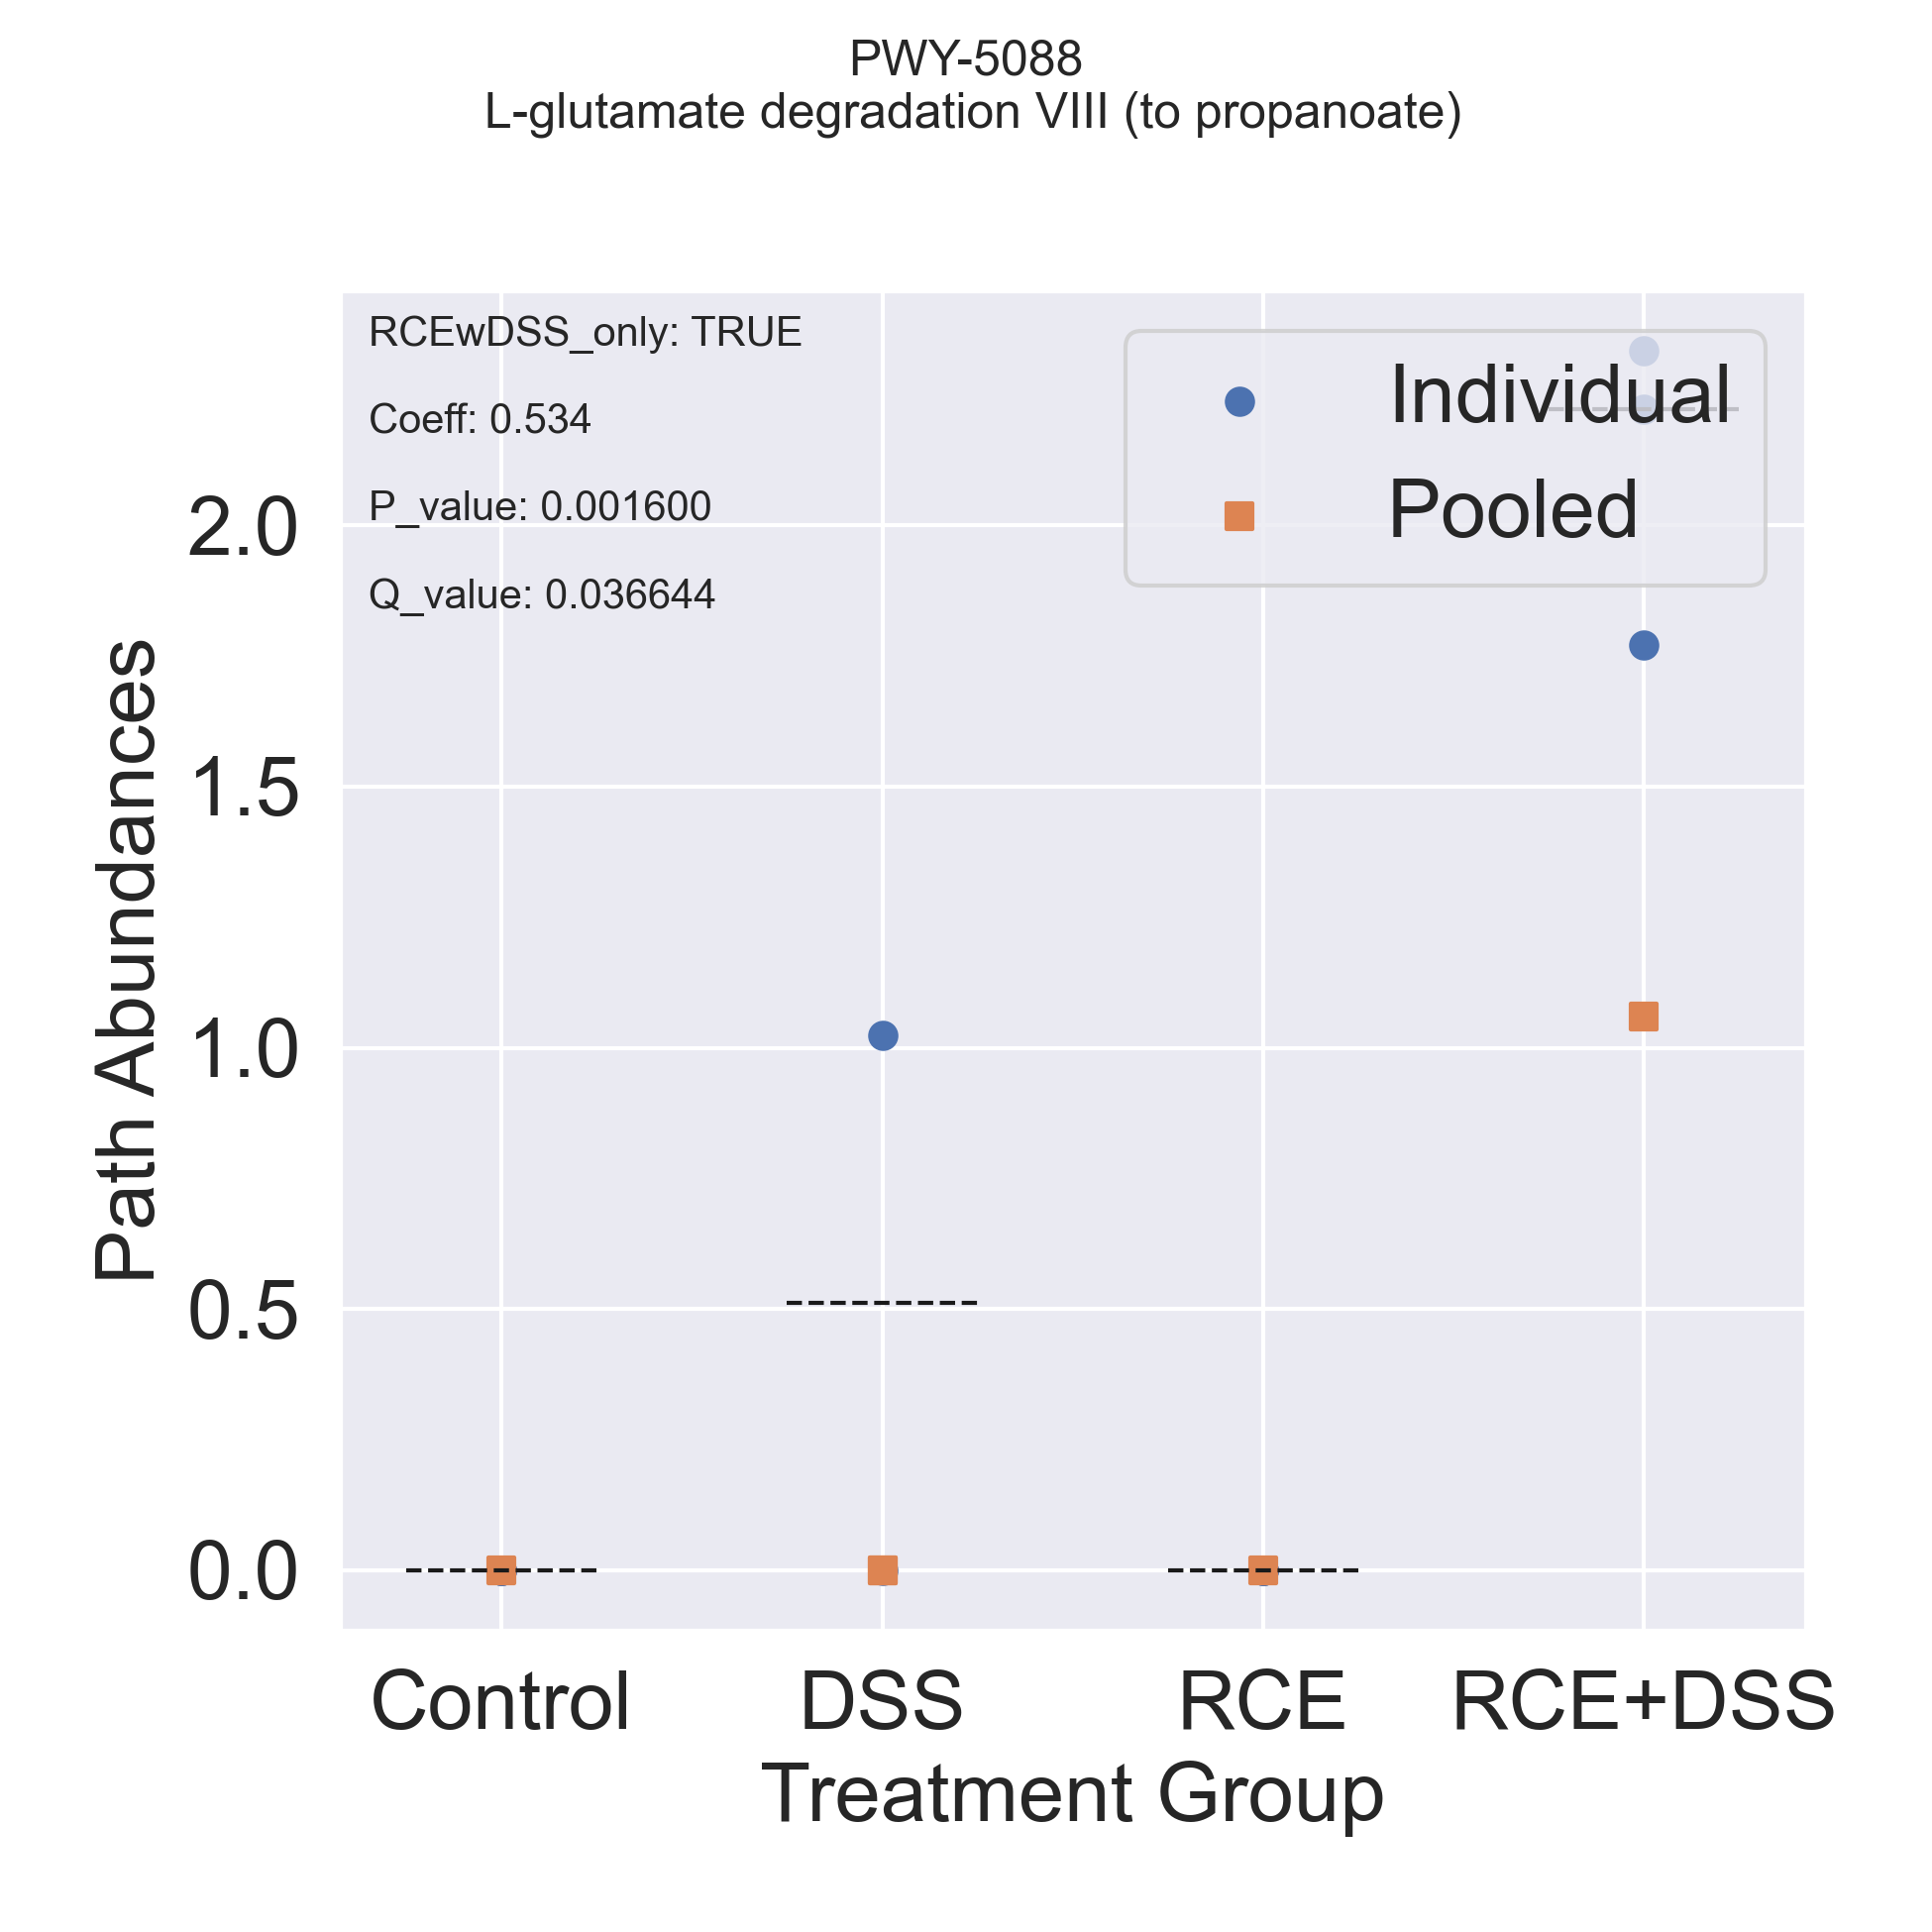 PWY-5088
L-glutamate degradation VIII (to propanoate)
RCEwDSS_only: TRUE
Coeff: 0.534
P_value: 0.001600
Q_value: 0.036644
Individual
Pooled
Path Abundances
2.0
1.5
1.0
0.5
0.0
Control DSS RCE RCE+DSS
Treatment Group